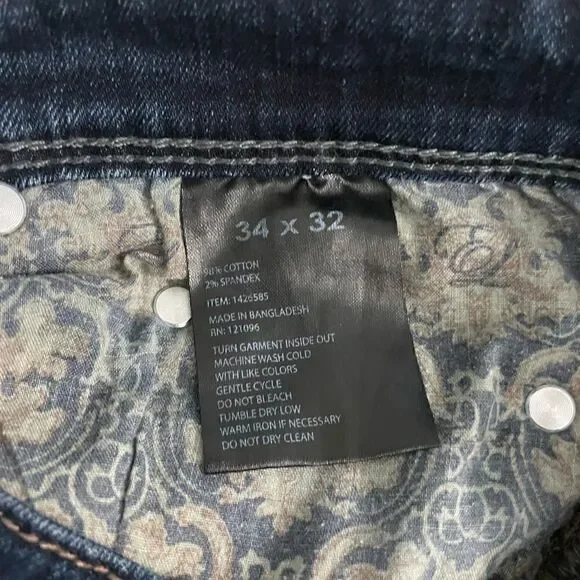 34 x 32
98% COTTON
2% SPANDEX
ITEM: 1426585
MADE IN BANGLADESH
RN: 121096
TURN GARMENT INSIDE OUT
MACHINE WASH COLD
WITH LIKE COLORS
GENTLE CYCLE
DO NOT BLEACH
TUMBLE DRY LOW
WARM IRON IF NECESSARY
DO NOT DRY CLEAN